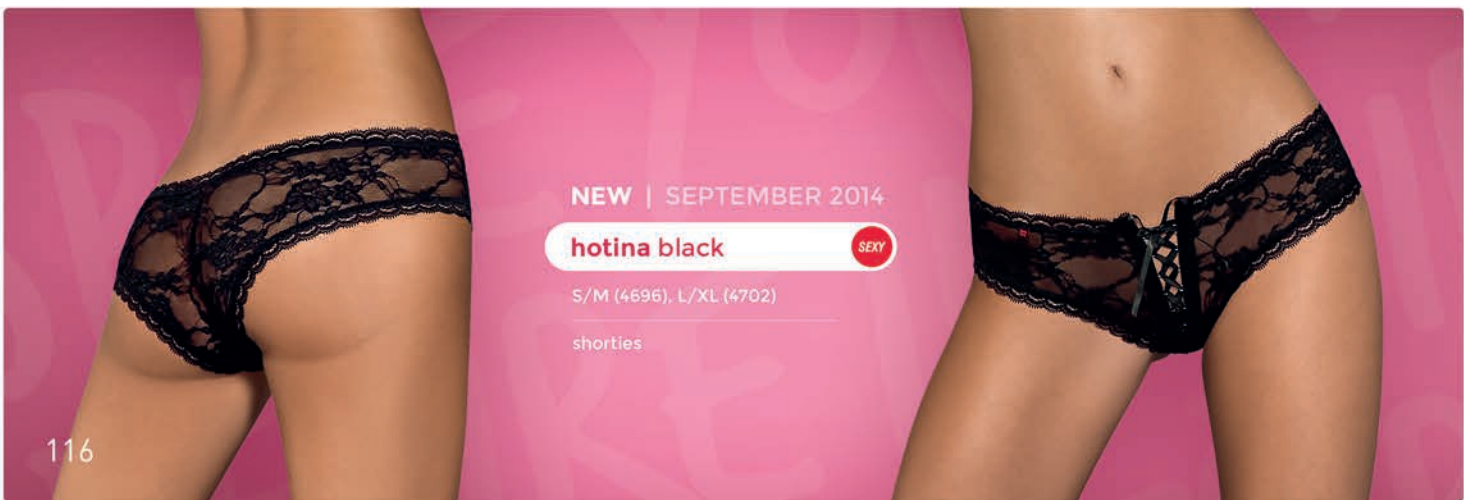 NEW | SEPTEMBER 2014
hotina black
SEXY
S/M (4696), L/XL (4702)
shorties
116